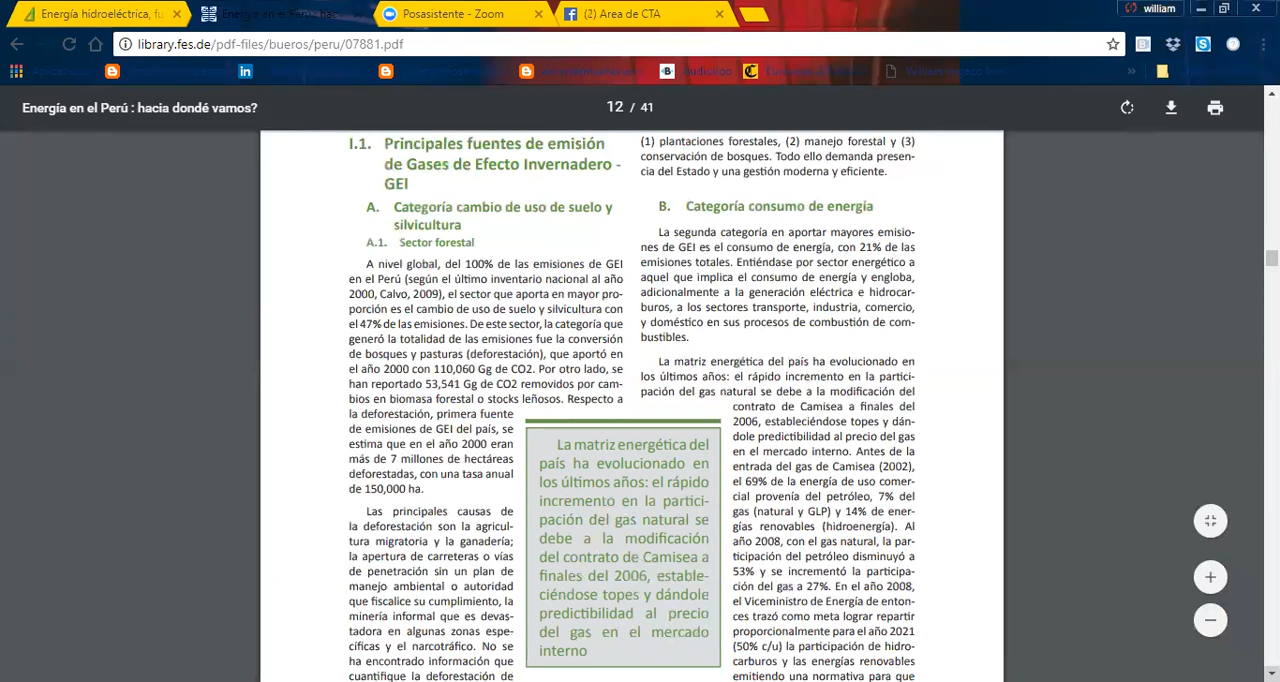 Energía hidroeléctrica, fu
Energía en el Perú : hac
Posasistente - Zoom
(2) Area de CTA
william
library.fes.de/pdf-files/bueros/peru/07881.pdf
Energía en el Perú : hacia dondé vamos?
12 / 41
I.1. Principales fuentes de emisión
de Gases de Efecto Invernadero -
GEI
A. Categoría cambio de uso de suelo y
silvicultura
A.1. Sector forestal
A nivel global, del 100% de las emisiones de GEI
en el Perú (según el último inventario nacional al año
2000, Calvo, 2009), el sector que aporta en mayor pro-
porción es el cambio de uso de suelo y silvicultura con
el 47% de las emisiones. De este sector, la categoría que
generó la totalidad de las emisiones fue la conversión
de bosques y pasturas (deforestación), que aportó en
el año 2000 con 110,060 Gg de CO2. Por otro lado, se
han reportado 53,541 Gg de CO2 removidos por cam-
bios en biomasa forestal o stocks leñosos. Respecto a
la deforestación, primera fuente
de emisiones de GEI del país, se
estima que en el año 2000 eran
más de 7 millones de hectáreas
deforestadas, con una tasa anual
de 150,000 ha.
Las principales causas de
la deforestación son la agricul-
tura migratoria y la ganadería;
la apertura de carreteras o vías
de penetración sin un plan de
manejo ambiental o autoridad
que fiscalice su cumplimiento, la
minería informal que es devas-
tadora en algunas zonas espe-
cíficas y el narcotráfico. No se
ha encontrado información que
cuantifique la deforestación de
La matriz energética del
país ha evolucionado en
los últimos años: el rápido
incremento en la partici-
pación del gas natural se
debe a la modificación
del contrato de Camisea a
finales del 2006, estable-
ciéndose topes y dándole
predictibilidad al precio
del gas en el mercado
interno
(1) plantaciones forestales, (2) manejo forestal y (3)
conservación de bosques. Todo ello demanda presen-
cia del Estado y una gestión moderna y eficiente.
B. Categoría consumo de energía
La segunda categoría en aportar mayores emisio-
nes de GEI es el consumo de energía, con 21% de las
emisiones totales. Entiéndase por sector energético a
aquel que implica el consumo de energía y engloba,
adicionalmente a la generación eléctrica e hidrocar-
buros, a los sectores transporte, industria, comercio,
y doméstico en sus procesos de combustión de com-
bustibles.
La matriz energética del país ha evolucionado en
los últimos años: el rápido incremento en la partici-
pación del gas natural se debe a la modificación del
contrato de Camisea a finales del
2006, estableciéndose topes y dán-
dole predictibilidad al precio del gas
en el mercado interno. Antes de la
entrada del gas de Camisea (2002),
el 69% de la energía de uso comer-
cial provenía del petróleo, 7% del
gas (natural y GLP) y 14% de ener-
gías renovables (hidroenergía). Al
año 2008, con el gas natural, la par-
ticipación del petróleo disminuyó a
53% y se incrementó la participa-
ción del gas a 27%. En el año 2008,
el Viceministro de Energía de enton-
ces trazó como meta lograr repartir
proporcionalmente para el año 2021
(50% c/u) la participación de hidro-
carburos y las energías renovables
emitiendo una normativa para que